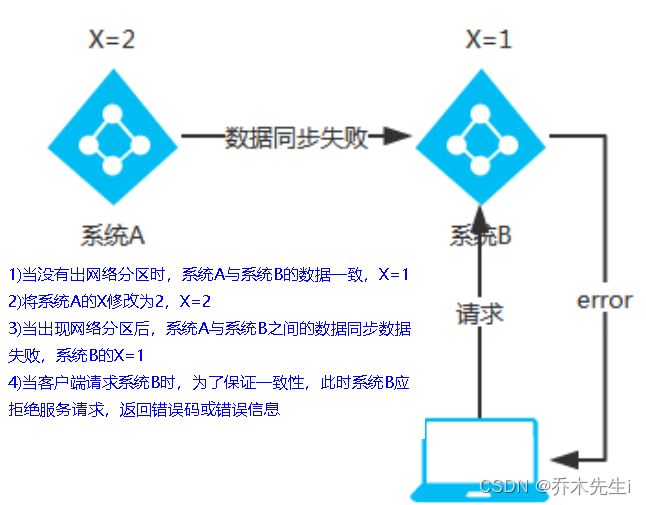 X=2
X=1
数据同步失败
系统A
系统B
1)当没有出网络分区时，系统A与系统B的数据一致，X=1
2)将系统A的X修改为2，X=2
3)当出现网络分区后，系统A与系统B之间的数据同步数据
失败，系统B的X=1
4)当客户端请求系统B时，为了保证一致性，此时系统B应
拒绝服务请求，返回错误码或错误信息
请求
error
CSDN @乔木先生i